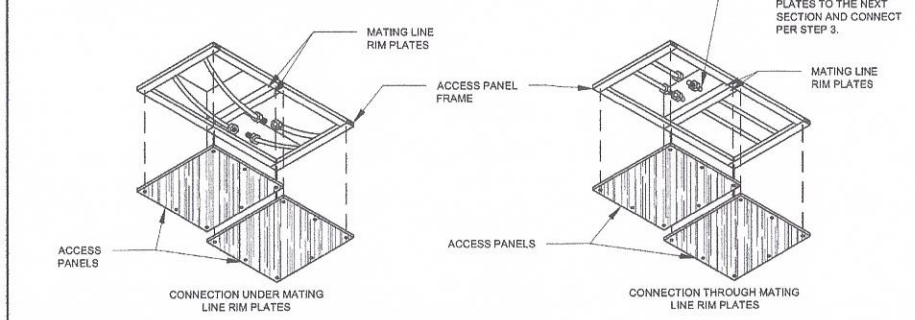 PLATES TO THE NEXT
SECTION AND CONNECT
PER STEP 3.
MATING LINE
RIM PLATES
ACCESS PANEL
FRAME
MATING LINE
RIM PLATES
ACCESS
PANELS
ACCESS PANELS
CONNECTION UNDER MATING
LINE RIM PLATES
CONNECTION THROUGH MATING
LINE RIM PLATES